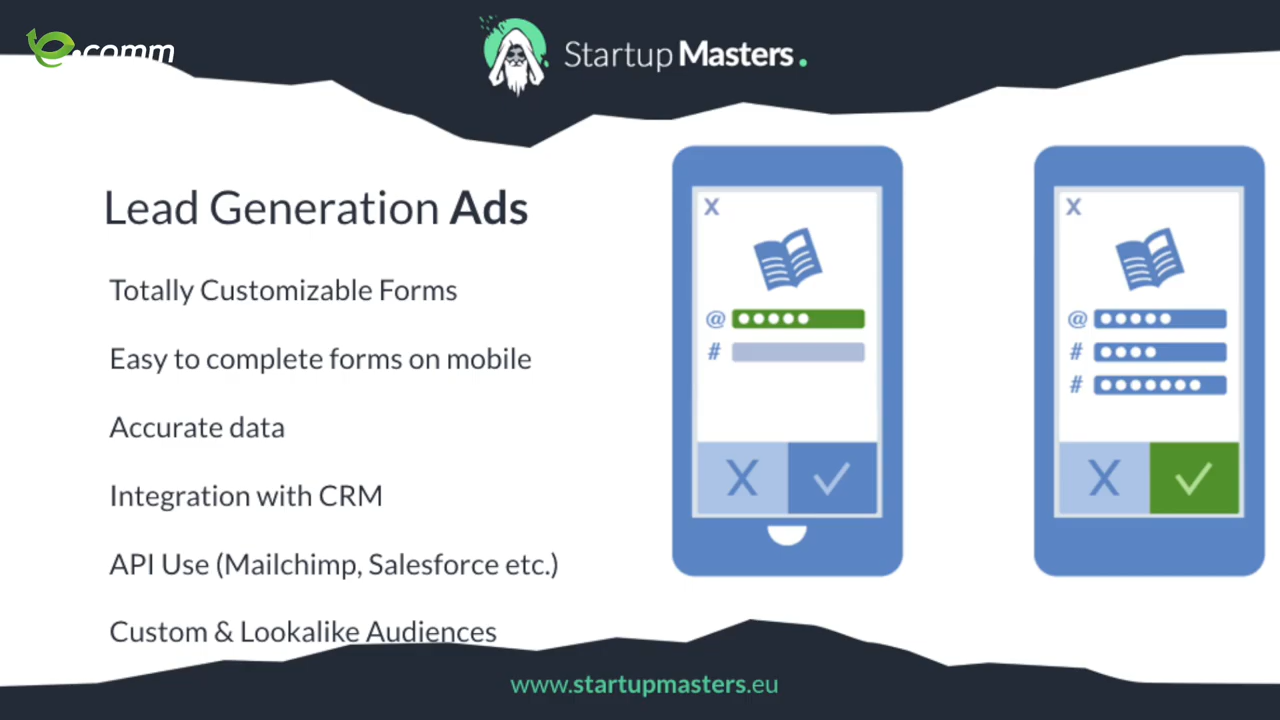 e.comm
Startup Masters.
Lead Generation Ads
Totally Customizable Forms
Easy to complete forms on mobile
Accurate data
Integration with CRM
API Use (Mailchimp, Salesforce etc.)
Custom & Lookalike Audiences
X
@
#
X
X
@
#
#
X
www.startupmasters.eu